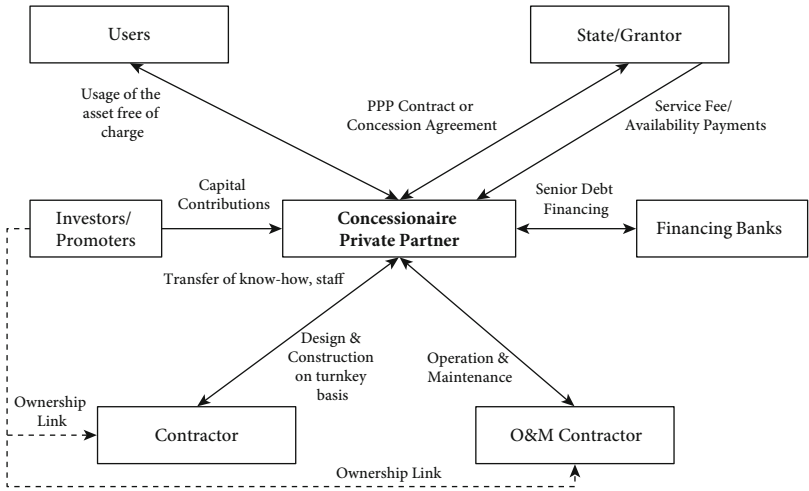 Users
State/Grantor
Usage of the
asset free of
charge
PPP Contract or
Concession Agreement
Service Fee/
Availability Payments
Capital
Contributions
Senior Debt
Financing
Investors/
Promoters
Concessionaire
Private Partner
Financing Banks
Transfer of know-how, staff
Design &
Construction
on turnkey
basis
Operation &
Maintenance
Ownership
Link
Contractor
O&M Contractor
Ownership Link